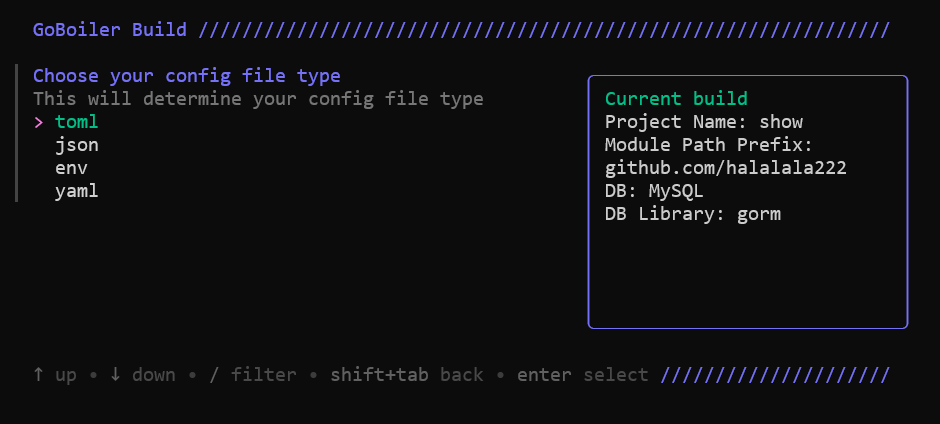 GoBoiler Build ///////////////////////////////////////////////////////////////
Choose your config file type
This will determine your config file type
> toml
json
env
yaml
Current build
Project Name: show
Module Path Prefix:
github.com/halalala222
DB: MySQL
DB Library: gorm
↑ up • ↓ down • / filter • shift+tab back • enter select /////////////////////